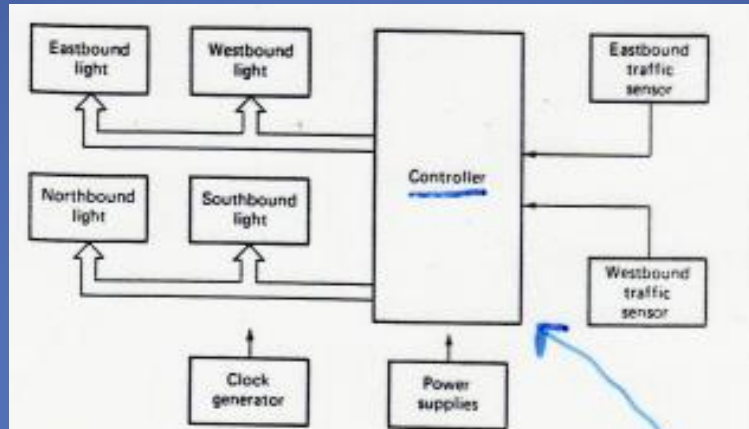 Eastbound
light
Westbound
light
Eastbound
traffic
sensor
Controller
Northbound
light
Southbound
light
Westbound
traffic
sensor
Clock
generator
Power
supplies